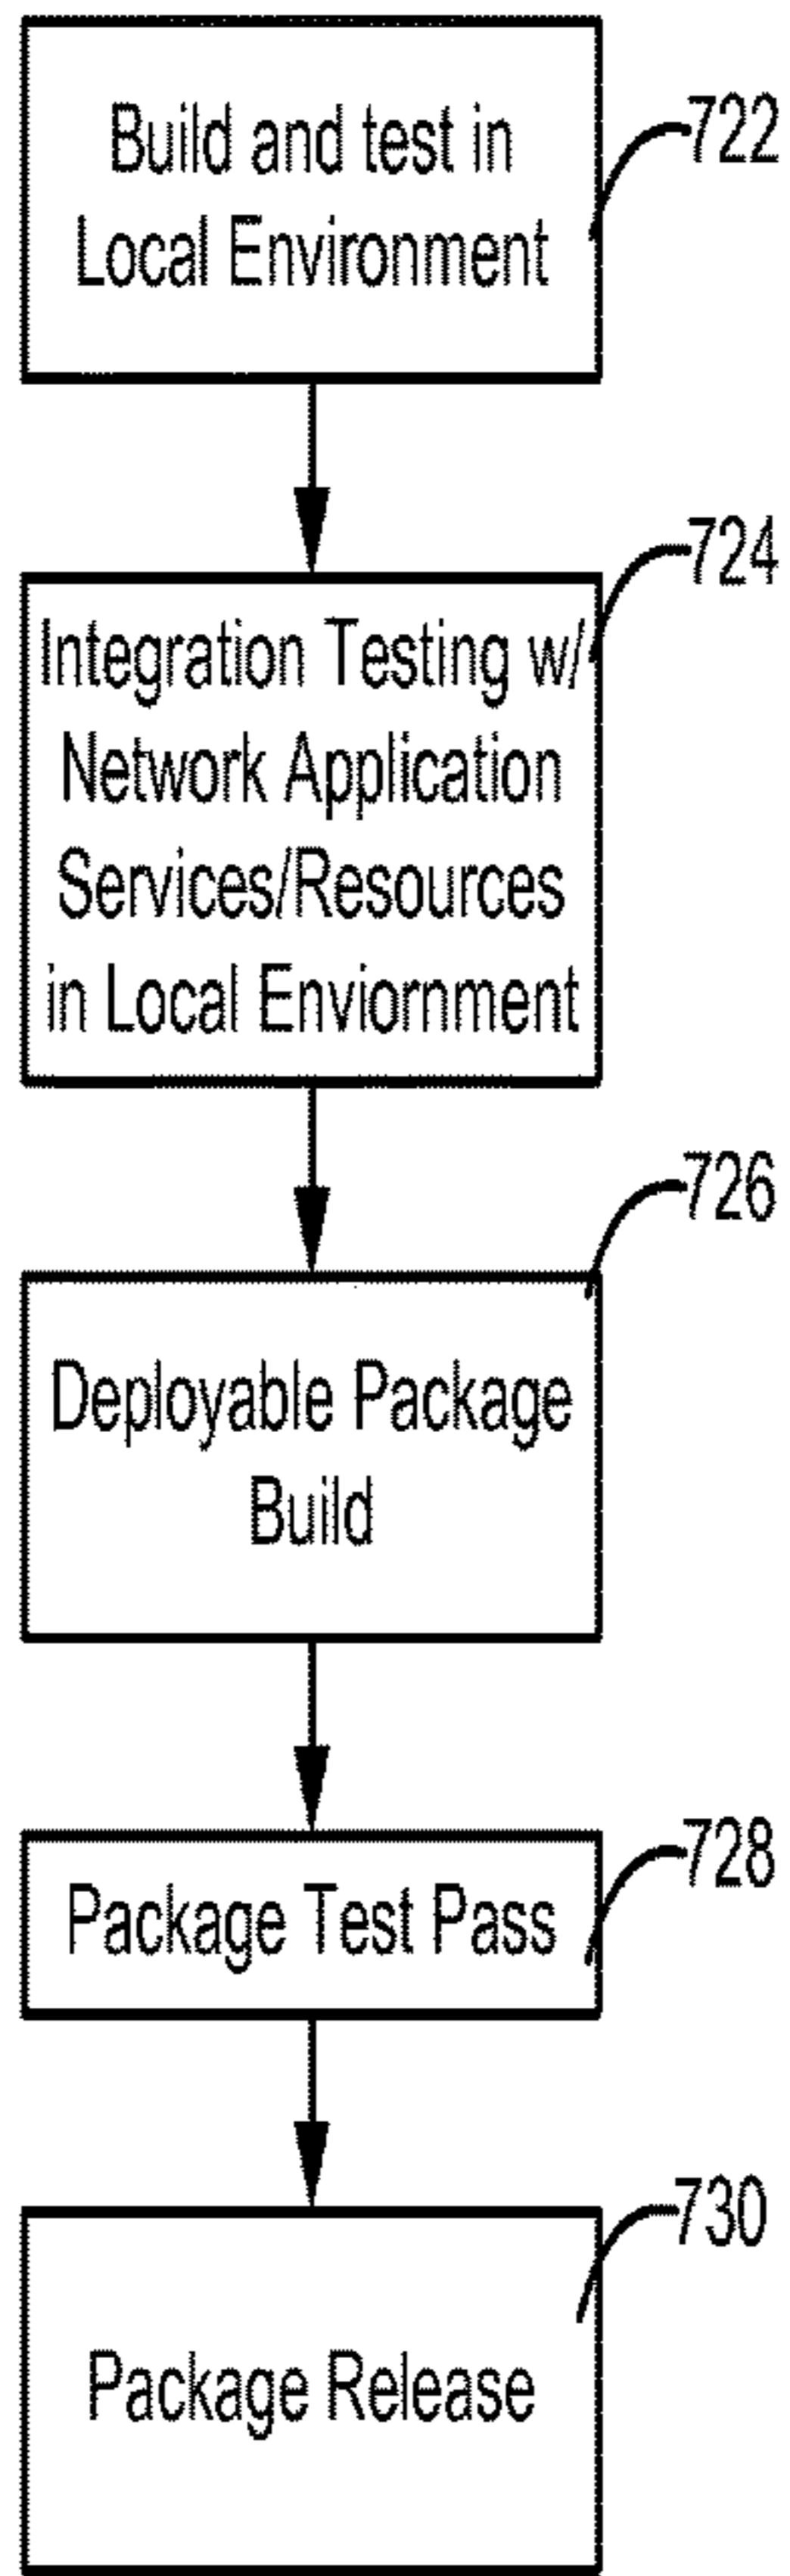 Build and test in
Local Environment
722
Integration Testing w/
Network Application
Services/Resources
in Local Enviornment
724
Deployable Package
Build
726
Package Test Pass
728
Package Release
730